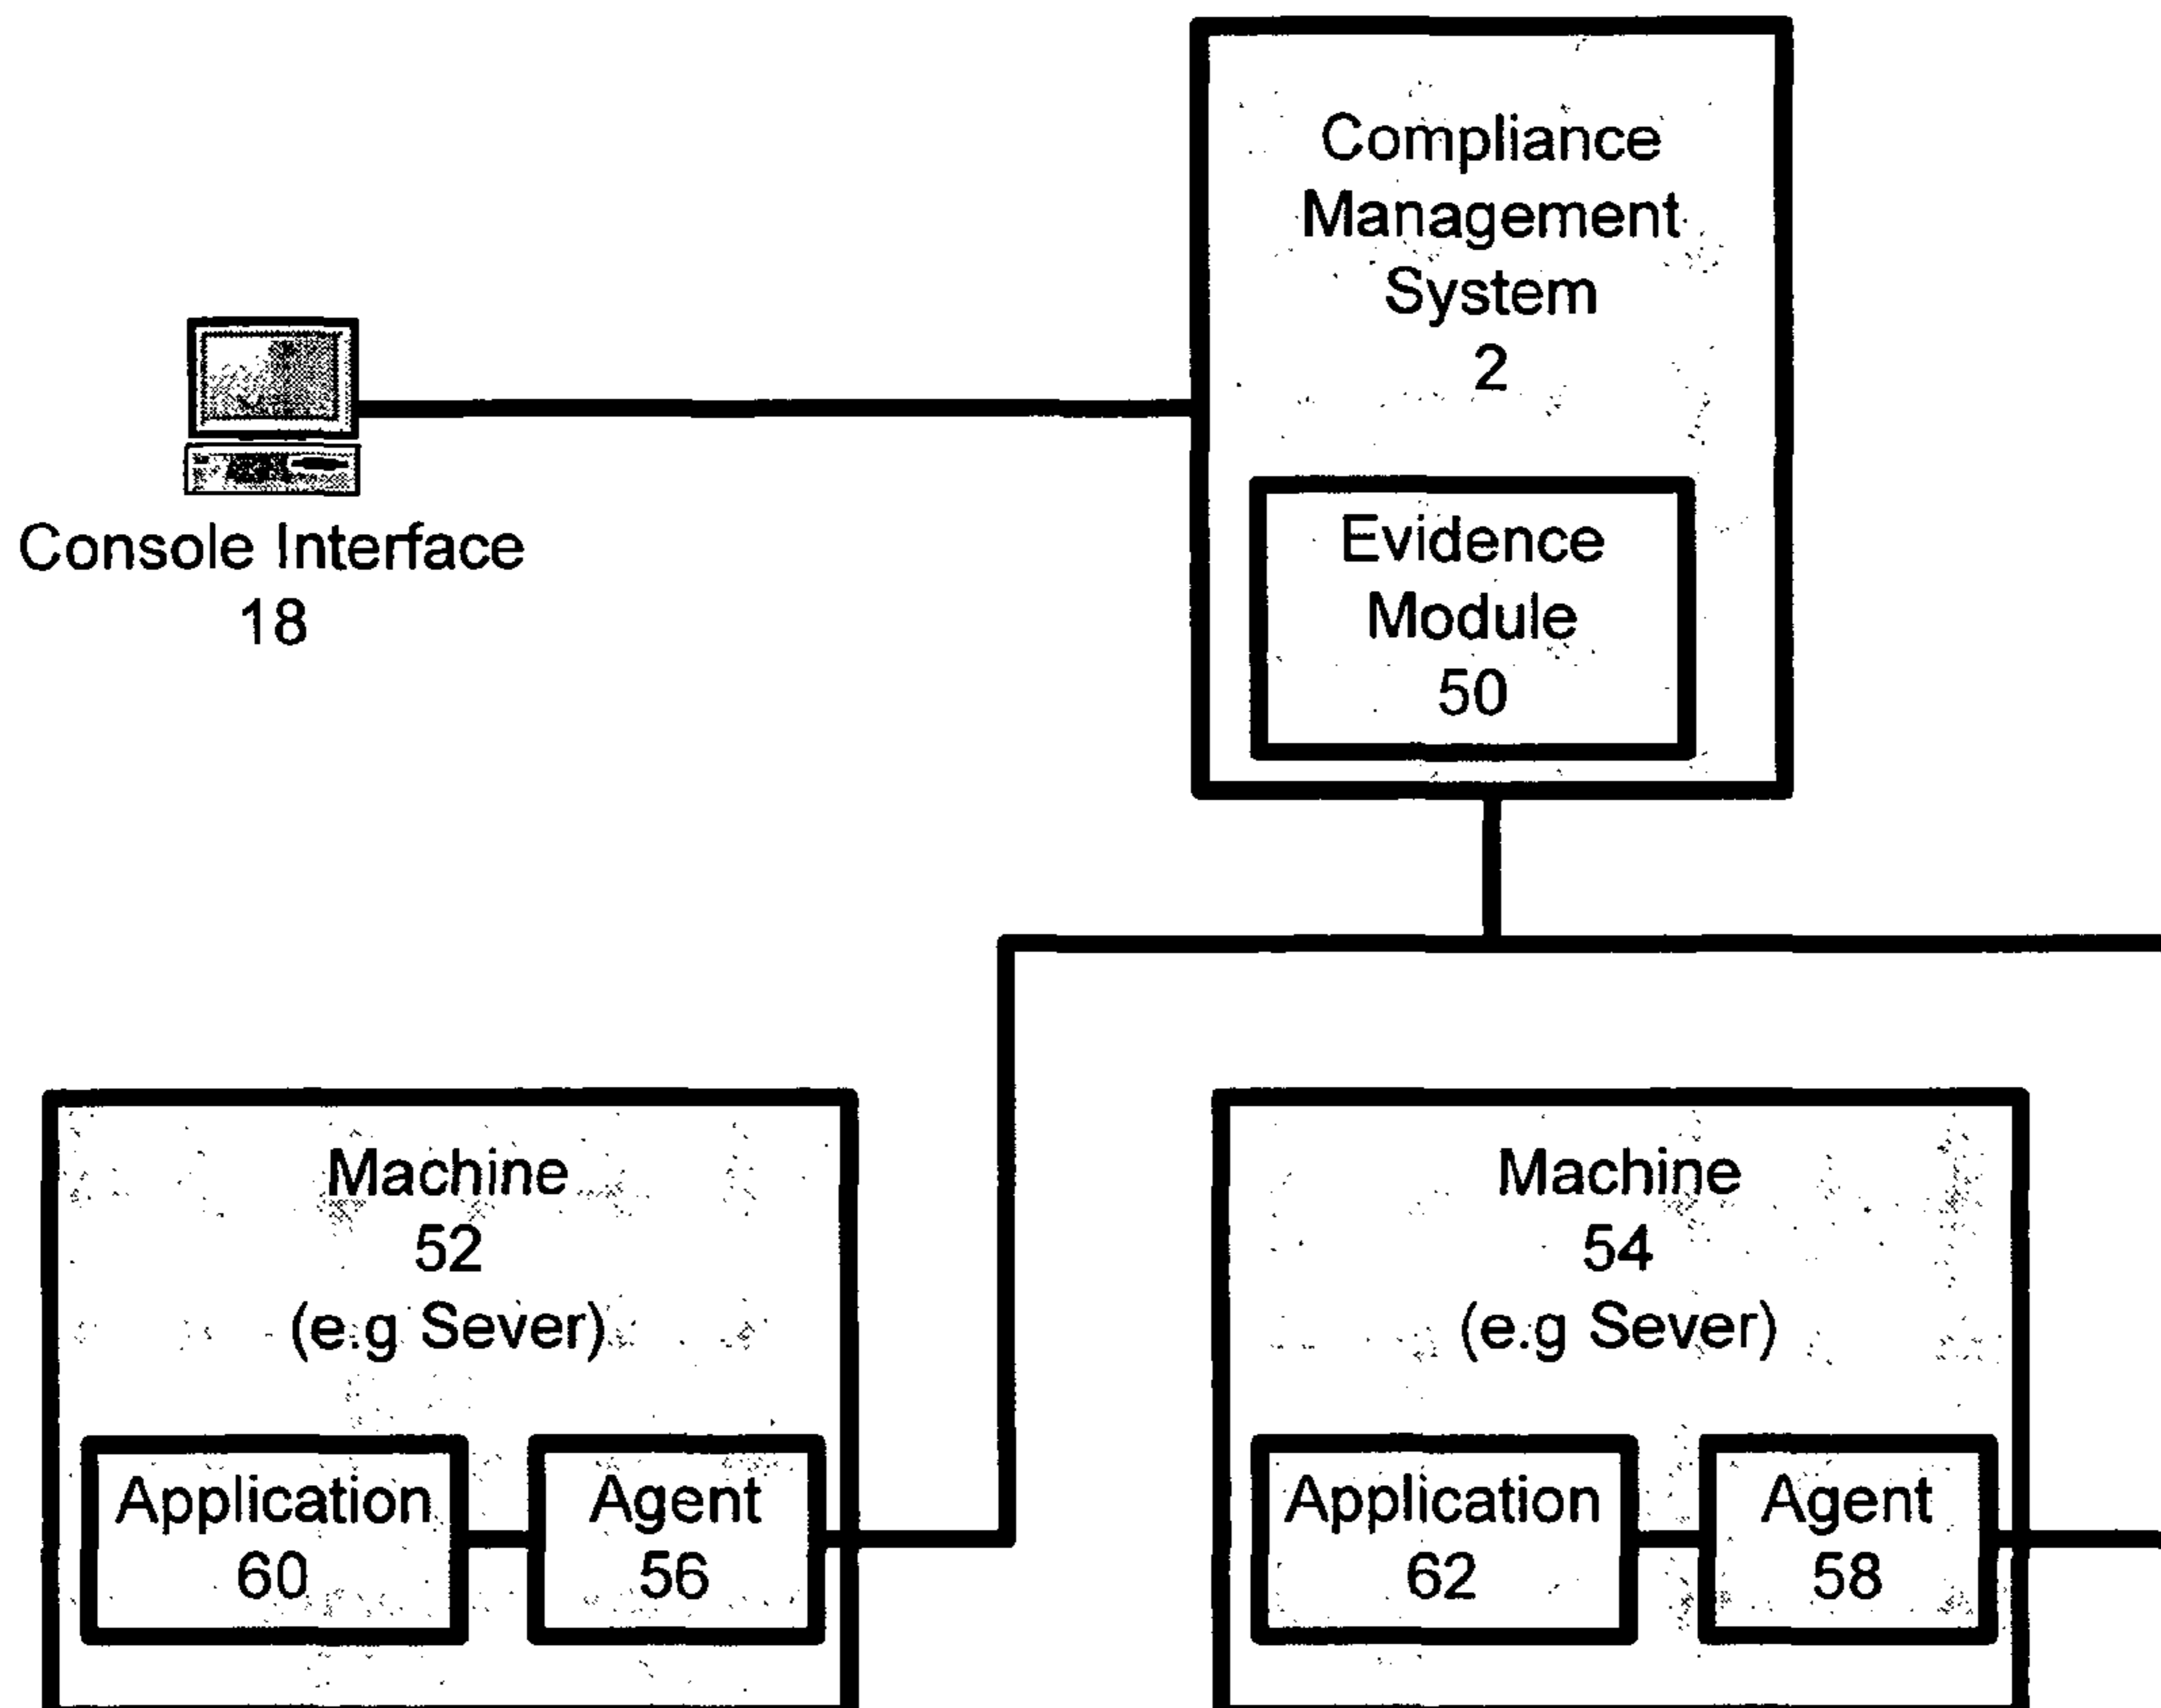 Compliance
Management
System
2
Evidence
Module
50
Console Interface
18
Machine
52
(e.g Sever)
Application
60
Agent
56
Machine
54
(e.g Sever)
Application
62
Agent
58